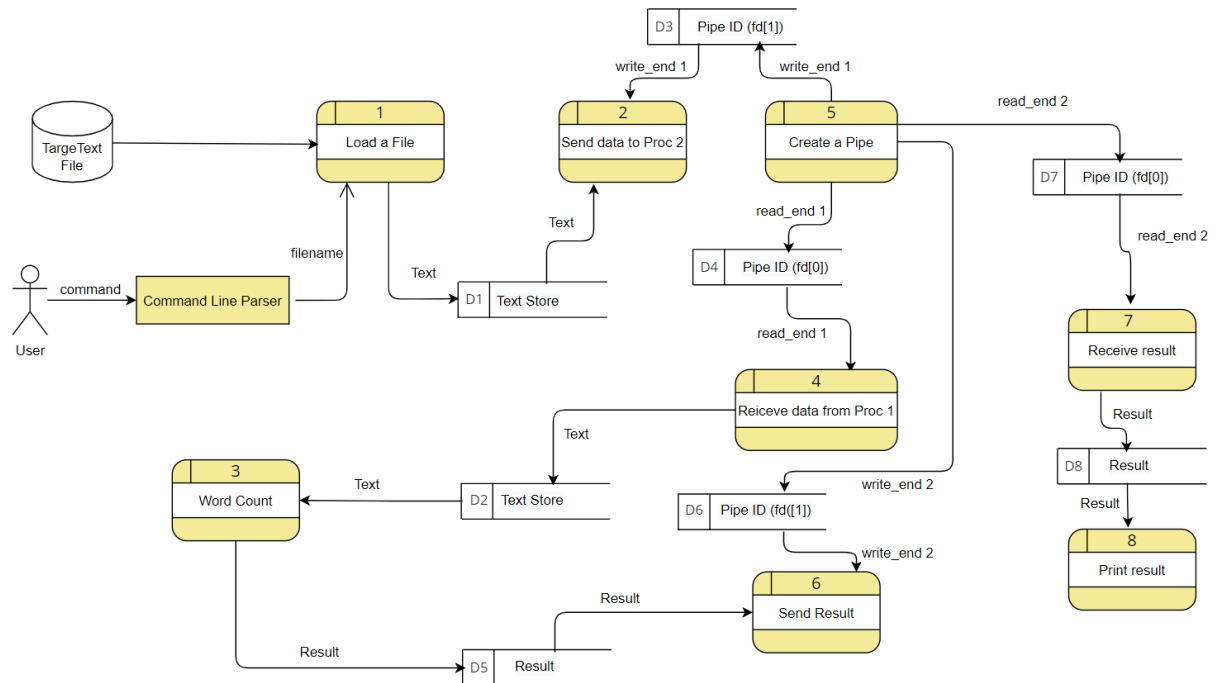 D3 Pipe ID (fd[1])
write_end 1
write_end 1
1
Load a File
2
Send data to Proc 2
5
Create a Pipe
read_end 2
TargeText
File
D7 Pipe ID (fd[0])
read_end 1
Text
read_end 2
filename
D4 Pipe ID (fd[0])
Text
command
Command Line Parser
D1 Text Store
User
read_end 1
7
Receive result
4
Reiceve data from Proc 1
Result
Text
3
Word Count
Text
D2 Text Store
D8 Result
write_end 2
D6 Pipe ID (fd([1])
Result
8
Print result
write_end 2
6
Send Result
Result
Result
D5 Result